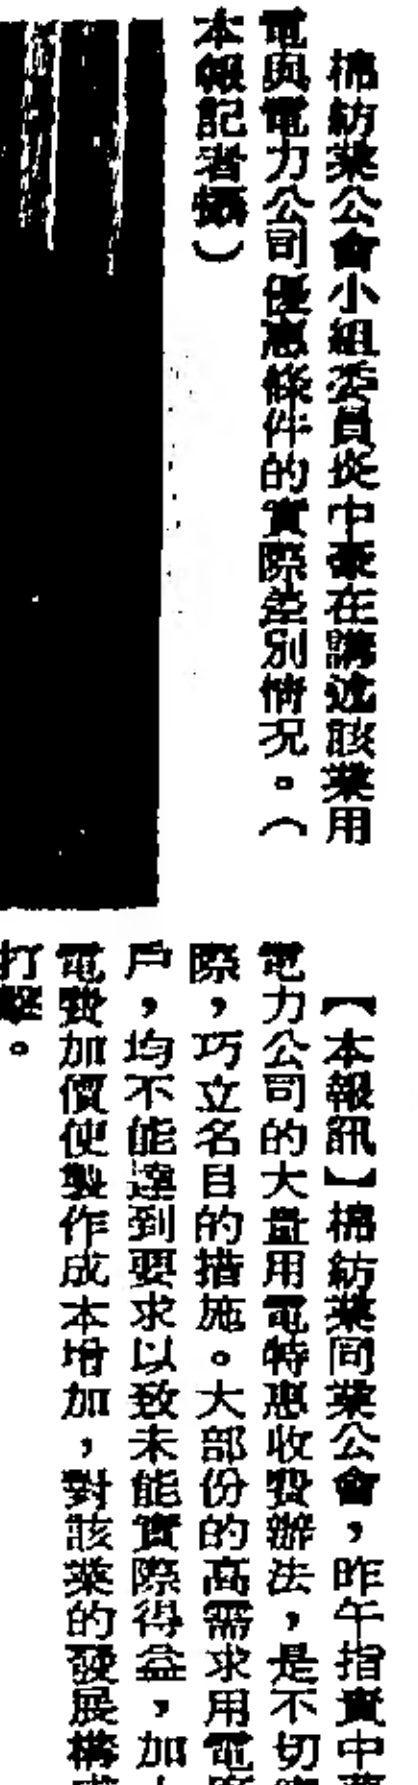 棉紡業公會小組委員炎中豪在講述該業用
電與電力公司優惠條件的實際差別情况。（
本報記者攝）
【本報訊】棉紡業同業公會，昨午指責中
電力公司的大量用電特惠收費辦法，是不切
際，巧立名目的措施。大部份的高需求用電
戶，均不能達到要求以致未能實際得益，加
電費加價使製作成本增加，對該業的發展構
打擊。